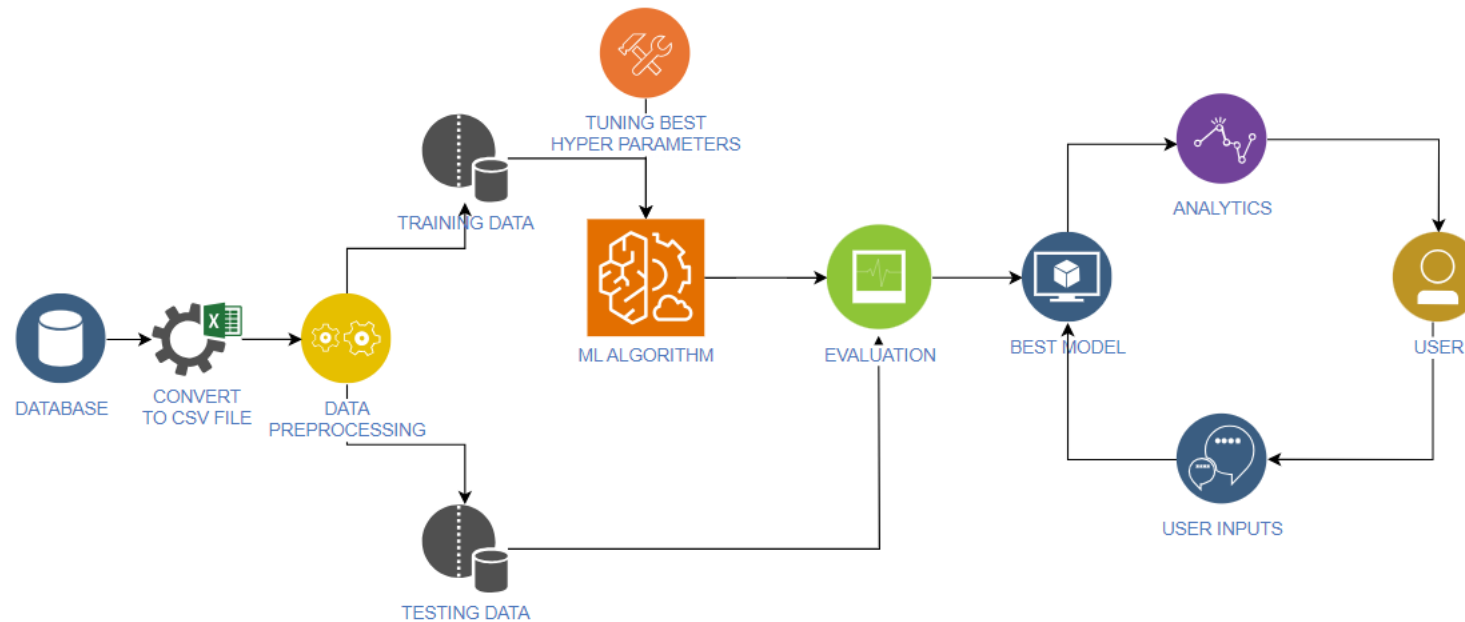 TUNING BEST
HYPER PARAMETERS
TRAINING DATA
ANALYTICS
ML ALGORITHM
EVALUATION
BEST MODEL
USER
DATABASE
CONVERT
TO CSV FILE
DATA
PREPROCESSING
USER INPUTS
TESTING DATA
X